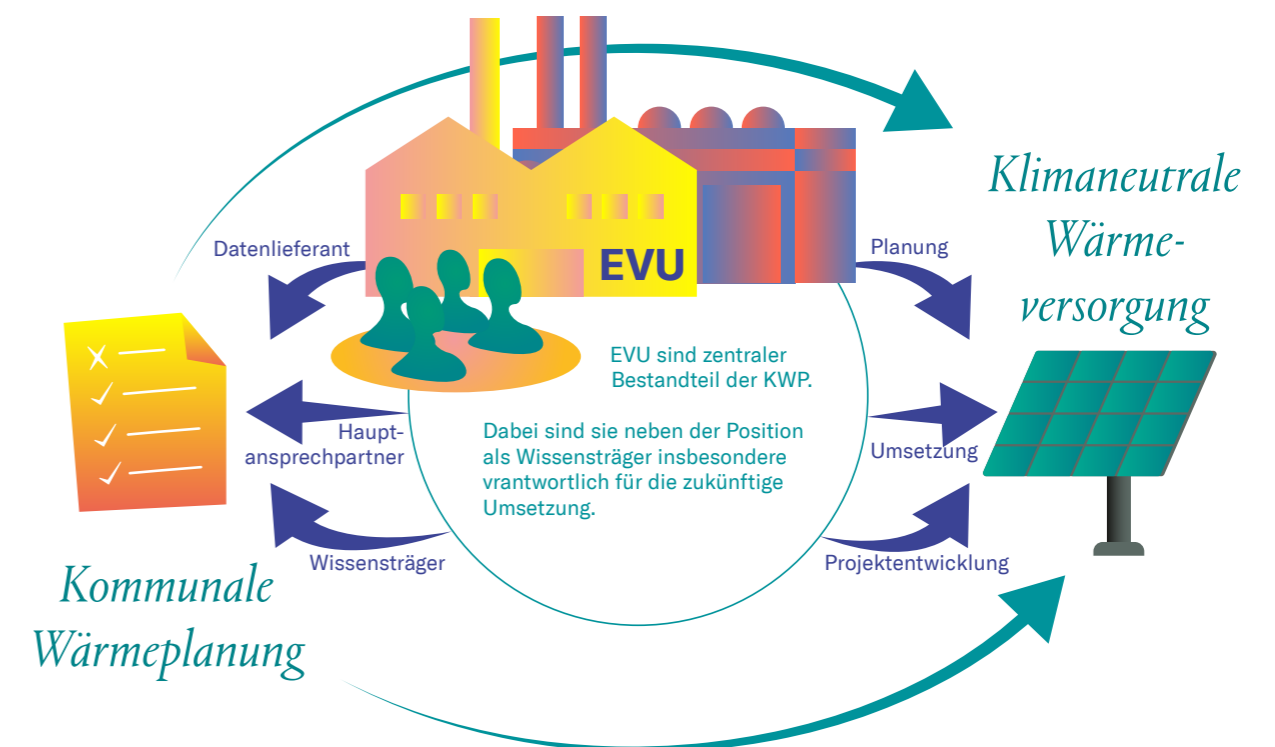 Klimaneutrale
Wärme-
versorgung
Datenlieferant
EVU
Planung
EVU sind zentraler
Bestandteil der KWP.
Haupt-
ansprechpartner
Dabei sind sie neben der Position
als Wissensträger insbesondere
vrantwortlich für die zukünftige
Umsetzung.
Umsetzung
Wissensträger
Projektentwicklung
Kommunale
Wärmeplanung